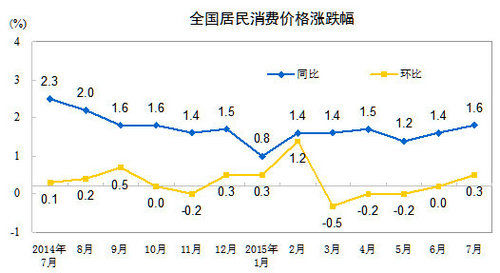 全国居民消费价格涨跌幅
(%)
4
3
2
1
0
-1
同比 环比
2.3 2.0 1.6 1.6 1.4 1.5 0.8 1.4 1.4 1.5 1.2 1.4 1.6
0.1 0.2 0.5 0.0 -0.2 0.3 0.3 1.2 -0.5 -0.2 -0.2 0.0 0.3
2014年 8月 9月 10月 11月 12月 2015年 2月 3月 4月 5月 6月 7月
7月 1月